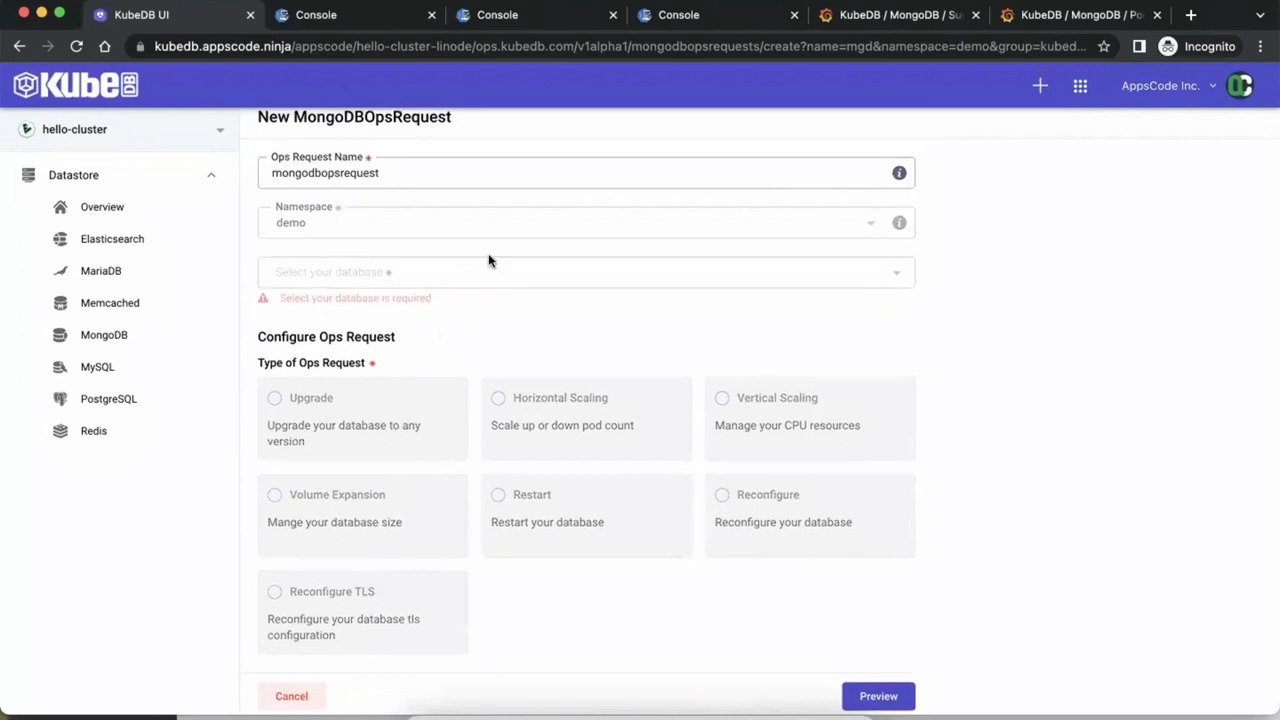 KubeDB UI
Console
Console
Console
KubeDB / MongoDB / Su
KubeDB / MongoDB / Po
kubedb.appscode.ninja/appscode/hello-cluster-linode/ops.kubedb.com/v1alpha1/mongodbopsrequests/create?name=mgd&namespace=demo&group=kubed...
Incognito
KubeDB
AppsCode Inc.
hello-cluster
Datastore
Overview
Elasticsearch
MariaDB
Memcached
MongoDB
MySQL
PostgreSQL
Redis
New MongoDBOpsRequest
Ops Request Name *
mongodbopsrequest
Namespace *
demo
Select your database *
Select your database is required
Configure Ops Request
Type of Ops Request *
Upgrade
Upgrade your database to any
version
Horizontal Scaling
Scale up or down pod count
Vertical Scaling
Manage your CPU resources
Volume Expansion
Mange your database size
Restart
Restart your database
Reconfigure
Reconfigure your database
Reconfigure TLS
Reconfigure your database tls
configuration
Cancel
Preview